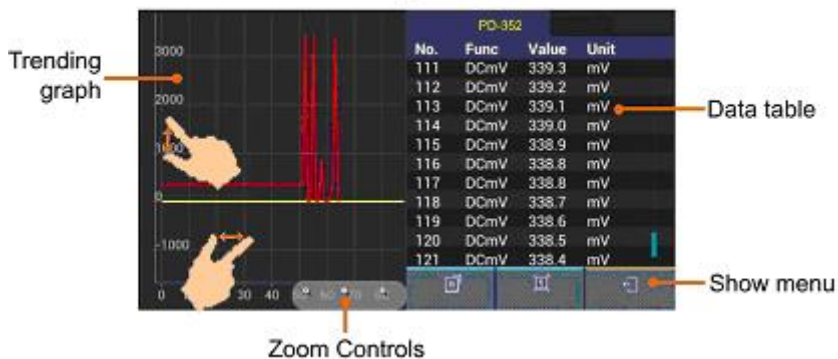 Trending
graph
3000
2000
1000
0
-1000
0 30 40 60 70
PD-352
No. Func Value Unit
111 DCmV 339.3 mV
112 DCmV 339.2 mV
113 DCmV 339.1 mV
114 DCmV 339.0 mV
115 DCmV 338.9 mV
116 DCmV 338.8 mV
117 DCmV 338.8 mV
118 DCmV 338.7 mV
119 DCmV 338.6 mV
120 DCmV 338.5 mV
121 DCmV 338.4 mV
Data table
Show menu
Zoom Controls